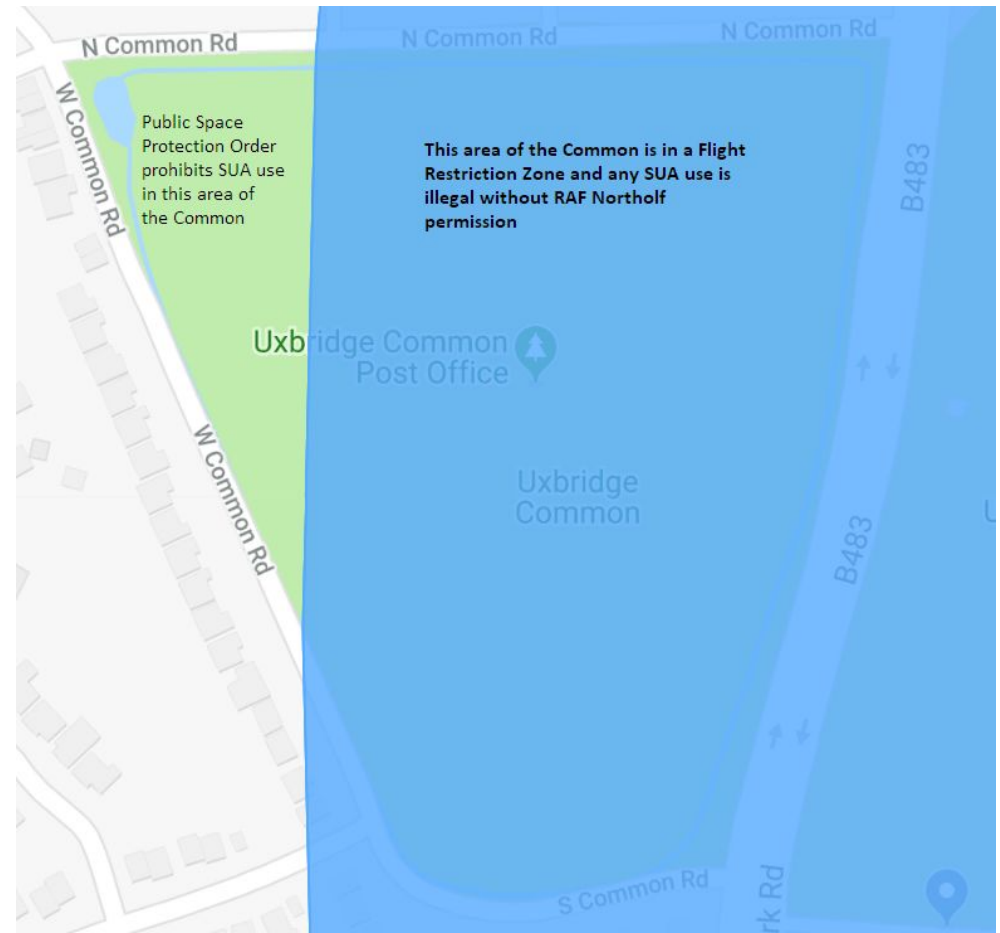 N Common Rd
N Common Rd
N Common Rd
W Common Rd
Public Space
Protection Order
prohibits SUA use
in this area of
the Common
This area of the Common is in a Flight
Restriction Zone and any SUA use is
illegal without RAF Northolf
permission
B483
Uxbridge Common
Post Office
W Common Rd
Uxbridge
Common
U
B483
S Common Rd
rk Rd